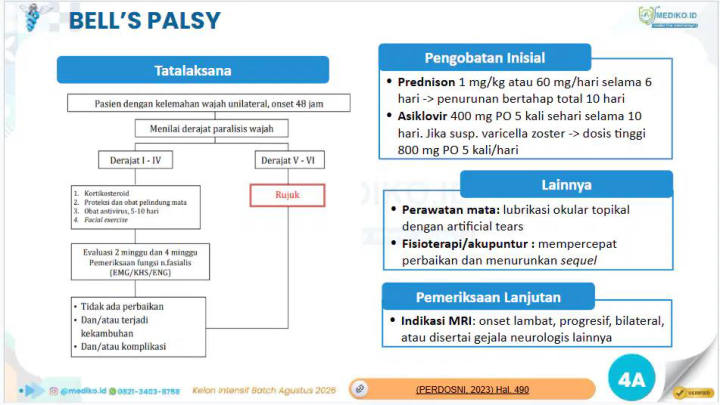 BELL'S PALSY
MEDIKO.ID
Tatalaksana
Pasien dengan kelemahan wajah unilateral, onset 48 jam
Menilai derajat paralisis wajah
Derajat I - IV
Derajat V - VI
1. Kortikosteroid
2. Proteksi dan obat pelindung mata
3. Obat antivirus, 5-10 hari
4. Facial exercise
Rujuk
Evaluasi 2 minggu dan 4 minggu
Pemeriksaan fungsi n.fasialis
(EMG/KHS/ENG)
• Tidak ada perbaikan
• Dan/atau terjadi
kekambuhan
• Dan/atau komplikasi
Pengobatan Inisial
• Prednison 1 mg/kg atau 60 mg/hari selama 6
hari -> penurunan bertahap total 10 hari
• Asiklovir 400 mg PO 5 kali sehari selama 10
hari. Jika susp. varicella zoster -> dosis tinggi
800 mg PO 5 kali/hari
Lainnya
• Perawatan mata: lubrikasi okular topikal
dengan artificial tears
• Fisioterapi/akupuntur : mempercepat
perbaikan dan menurunkan sequel
Pemeriksaan Lanjutan
• Indikasi MRI: onset lambat, progresif, bilateral,
atau disertai gejala neurologis lainnya
@mediko.id
0821-3403-8758
Kelan Intensif Batch Agustus 2026
(PERDOSNI, 2023) Hal. 490
4A